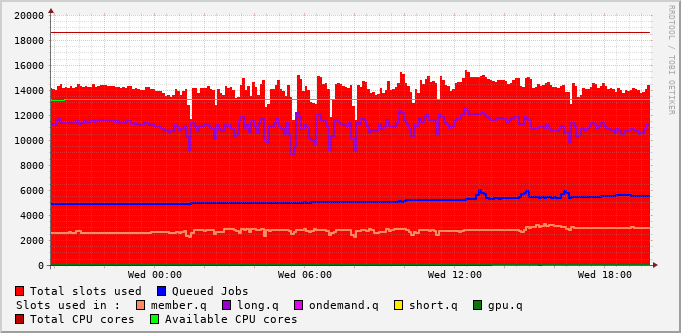 20000
18000
16000
14000
12000
10000
8000
6000
4000
2000
0
Wed 00:00 Wed 06:00 Wed 12:00 Wed 18:00
RRDTOOL / TOBI OETIKER
Total slots used Queued Jobs
Slots used in : member.q long.q ondemand.q short.q gpu.q
Total CPU cores Available CPU cores